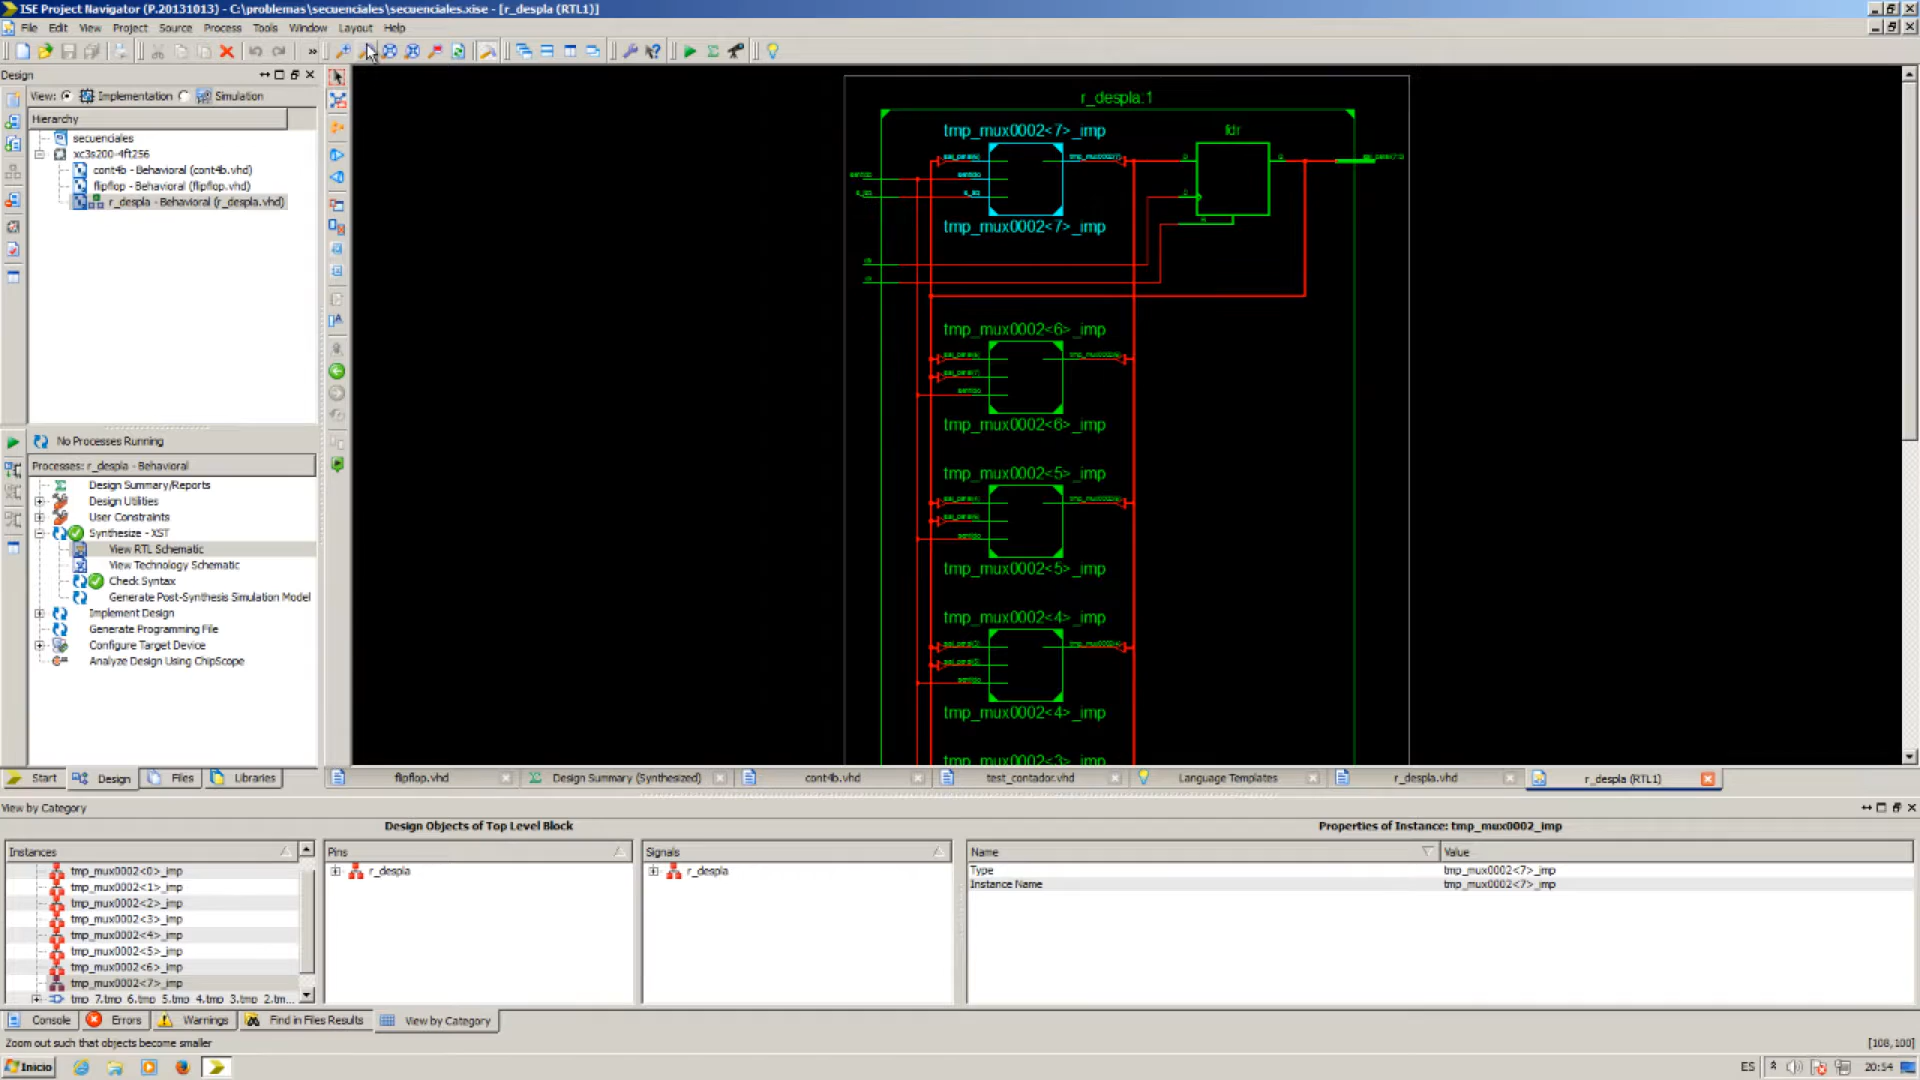 ISE Project Navigator (P.20131013) - C:\problemas\secuenciales\secuenciales.xise - [r_despla (RTL1)]
File Edit View Project Source Process Tools Window Layout Help
Design
View: Implementation Simulation
Hierarchy
secuenciales
xc3s200-4ft256
cont4b - Behavioral (cont4b.vhd)
flipflop - Behavioral (flipflop.vhd)
r_despla - Behavioral (r_despla.vhd)
No Processes Running
Processes: r_despla - Behavioral
Design Summary/Reports
Design Utilities
User Constraints
Synthesize - XST
View RTL Schematic
View Technology Schematic
Check Syntax
Generate Post-Synthesis Simulation Model
Implement Design
Generate Programming File
Configure Target Device
Analyze Design Using ChipScope
Start Design Files Libraries
r_despla:1
tmp_mux0002<7>_imp
fdr
tmp_mux0002<7>_imp
tmp_mux0002<6>_imp
tmp_mux0002<6>_imp
tmp_mux0002<5>_imp
tmp_mux0002<5>_imp
tmp_mux0002<4>_imp
tmp_mux0002<4>_imp
tmp_mux0002<3>_imp
flipflop.vhd Design Summary (Synthesized) cont4b.vhd test_contador.vhd Language Templates r_despla.vhd r_despla (RTL1)
View by Category
Design Objects of Top Level Block
Properties of Instance: tmp_mux0002_imp
Instances Pins Signals Name Value
tmp_mux0002<0>_imp r_despla r_despla Type tmp_mux0002<7>_imp
tmp_mux0002<1>_imp Instance Name tmp_mux0002<7>_imp
tmp_mux0002<2>_imp
tmp_mux0002<3>_imp
tmp_mux0002<4>_imp
tmp_mux0002<5>_imp
tmp_mux0002<6>_imp
tmp_mux0002<7>_imp
tmp_7.tmp_6.tmp_5.tmp_4.tmp_3.tmp_2.tm...
Console Errors Warnings Find in Files Results View by Category
Zoom out such that objects become smaller [108,100]
Inicio ES 20:54